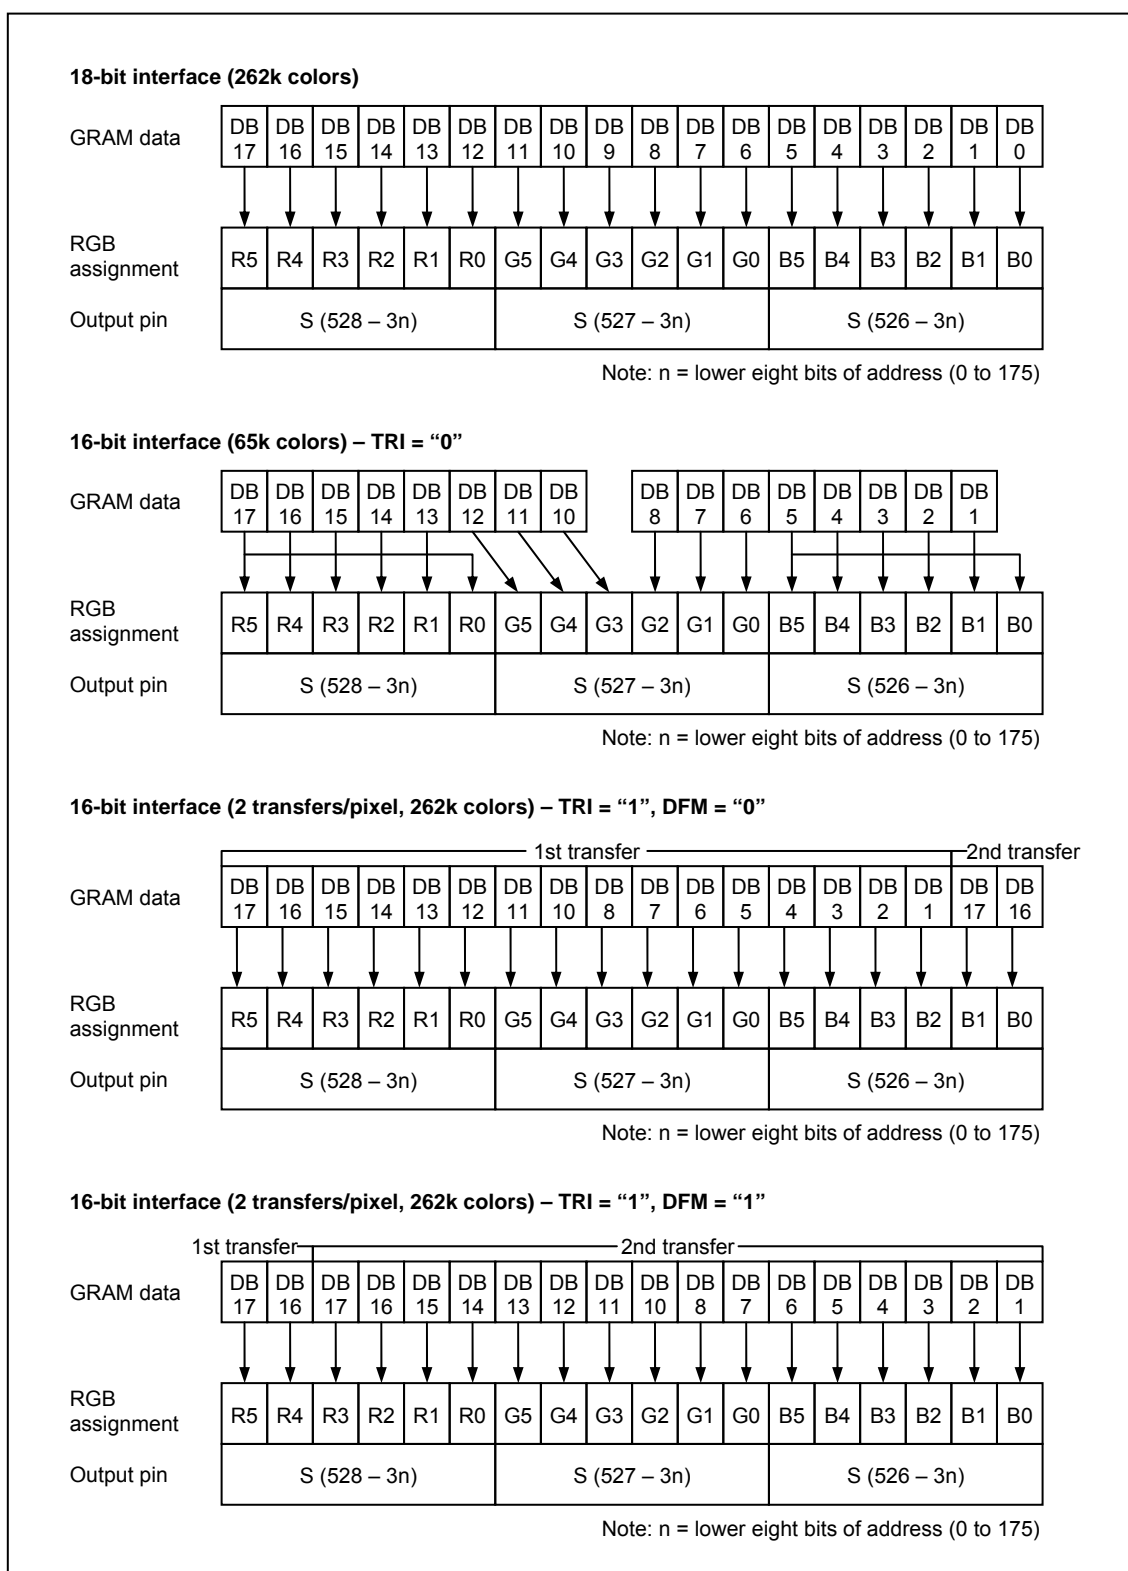 18-bit interface (262k colors)
GRAM data
DB 17 DB 16 DB 15 DB 14 DB 13 DB 12 DB 11 DB 10 DB 9 DB 8 DB 7 DB 6 DB 5 DB 4 DB 3 DB 2 DB 1 DB 0
RGB assignment
R5 R4 R3 R2 R1 R0 G5 G4 G3 G2 G1 G0 B5 B4 B3 B2 B1 B0
Output pin S (528 – 3n) S (527 – 3n) S (526 – 3n)
Note: n = lower eight bits of address (0 to 175)
16-bit interface (65k colors) – TRI = “0”
GRAM data
DB 17 DB 16 DB 15 DB 14 DB 13 DB 12 DB 11 DB 10 DB 8 DB 7 DB 6 DB 5 DB 4 DB 3 DB 2 DB 1
RGB assignment
R5 R4 R3 R2 R1 R0 G5 G4 G3 G2 G1 G0 B5 B4 B3 B2 B1 B0
Output pin S (528 – 3n) S (527 – 3n) S (526 – 3n)
Note: n = lower eight bits of address (0 to 175)
16-bit interface (2 transfers/pixel, 262k colors) – TRI = “1”, DFM = “0”
1st transfer 2nd transfer
GRAM data
DB 17 DB 16 DB 15 DB 14 DB 13 DB 12 DB 11 DB 10 DB 8 DB 7 DB 6 DB 5 DB 4 DB 3 DB 2 DB 1 DB 17 DB 16
RGB assignment
R5 R4 R3 R2 R1 R0 G5 G4 G3 G2 G1 G0 B5 B4 B3 B2 B1 B0
Output pin S (528 – 3n) S (527 – 3n) S (526 – 3n)
Note: n = lower eight bits of address (0 to 175)
16-bit interface (2 transfers/pixel, 262k colors) – TRI = “1”, DFM = “1”
1st transfer 2nd transfer
GRAM data
DB 17 DB 16 DB 17 DB 16 DB 15 DB 14 DB 13 DB 12 DB 11 DB 10 DB 8 DB 7 DB 6 DB 5 DB 4 DB 3 DB 2 DB 1
RGB assignment
R5 R4 R3 R2 R1 R0 G5 G4 G3 G2 G1 G0 B5 B4 B3 B2 B1 B0
Output pin S (528 – 3n) S (527 – 3n) S (526 – 3n)
Note: n = lower eight bits of address (0 to 175)